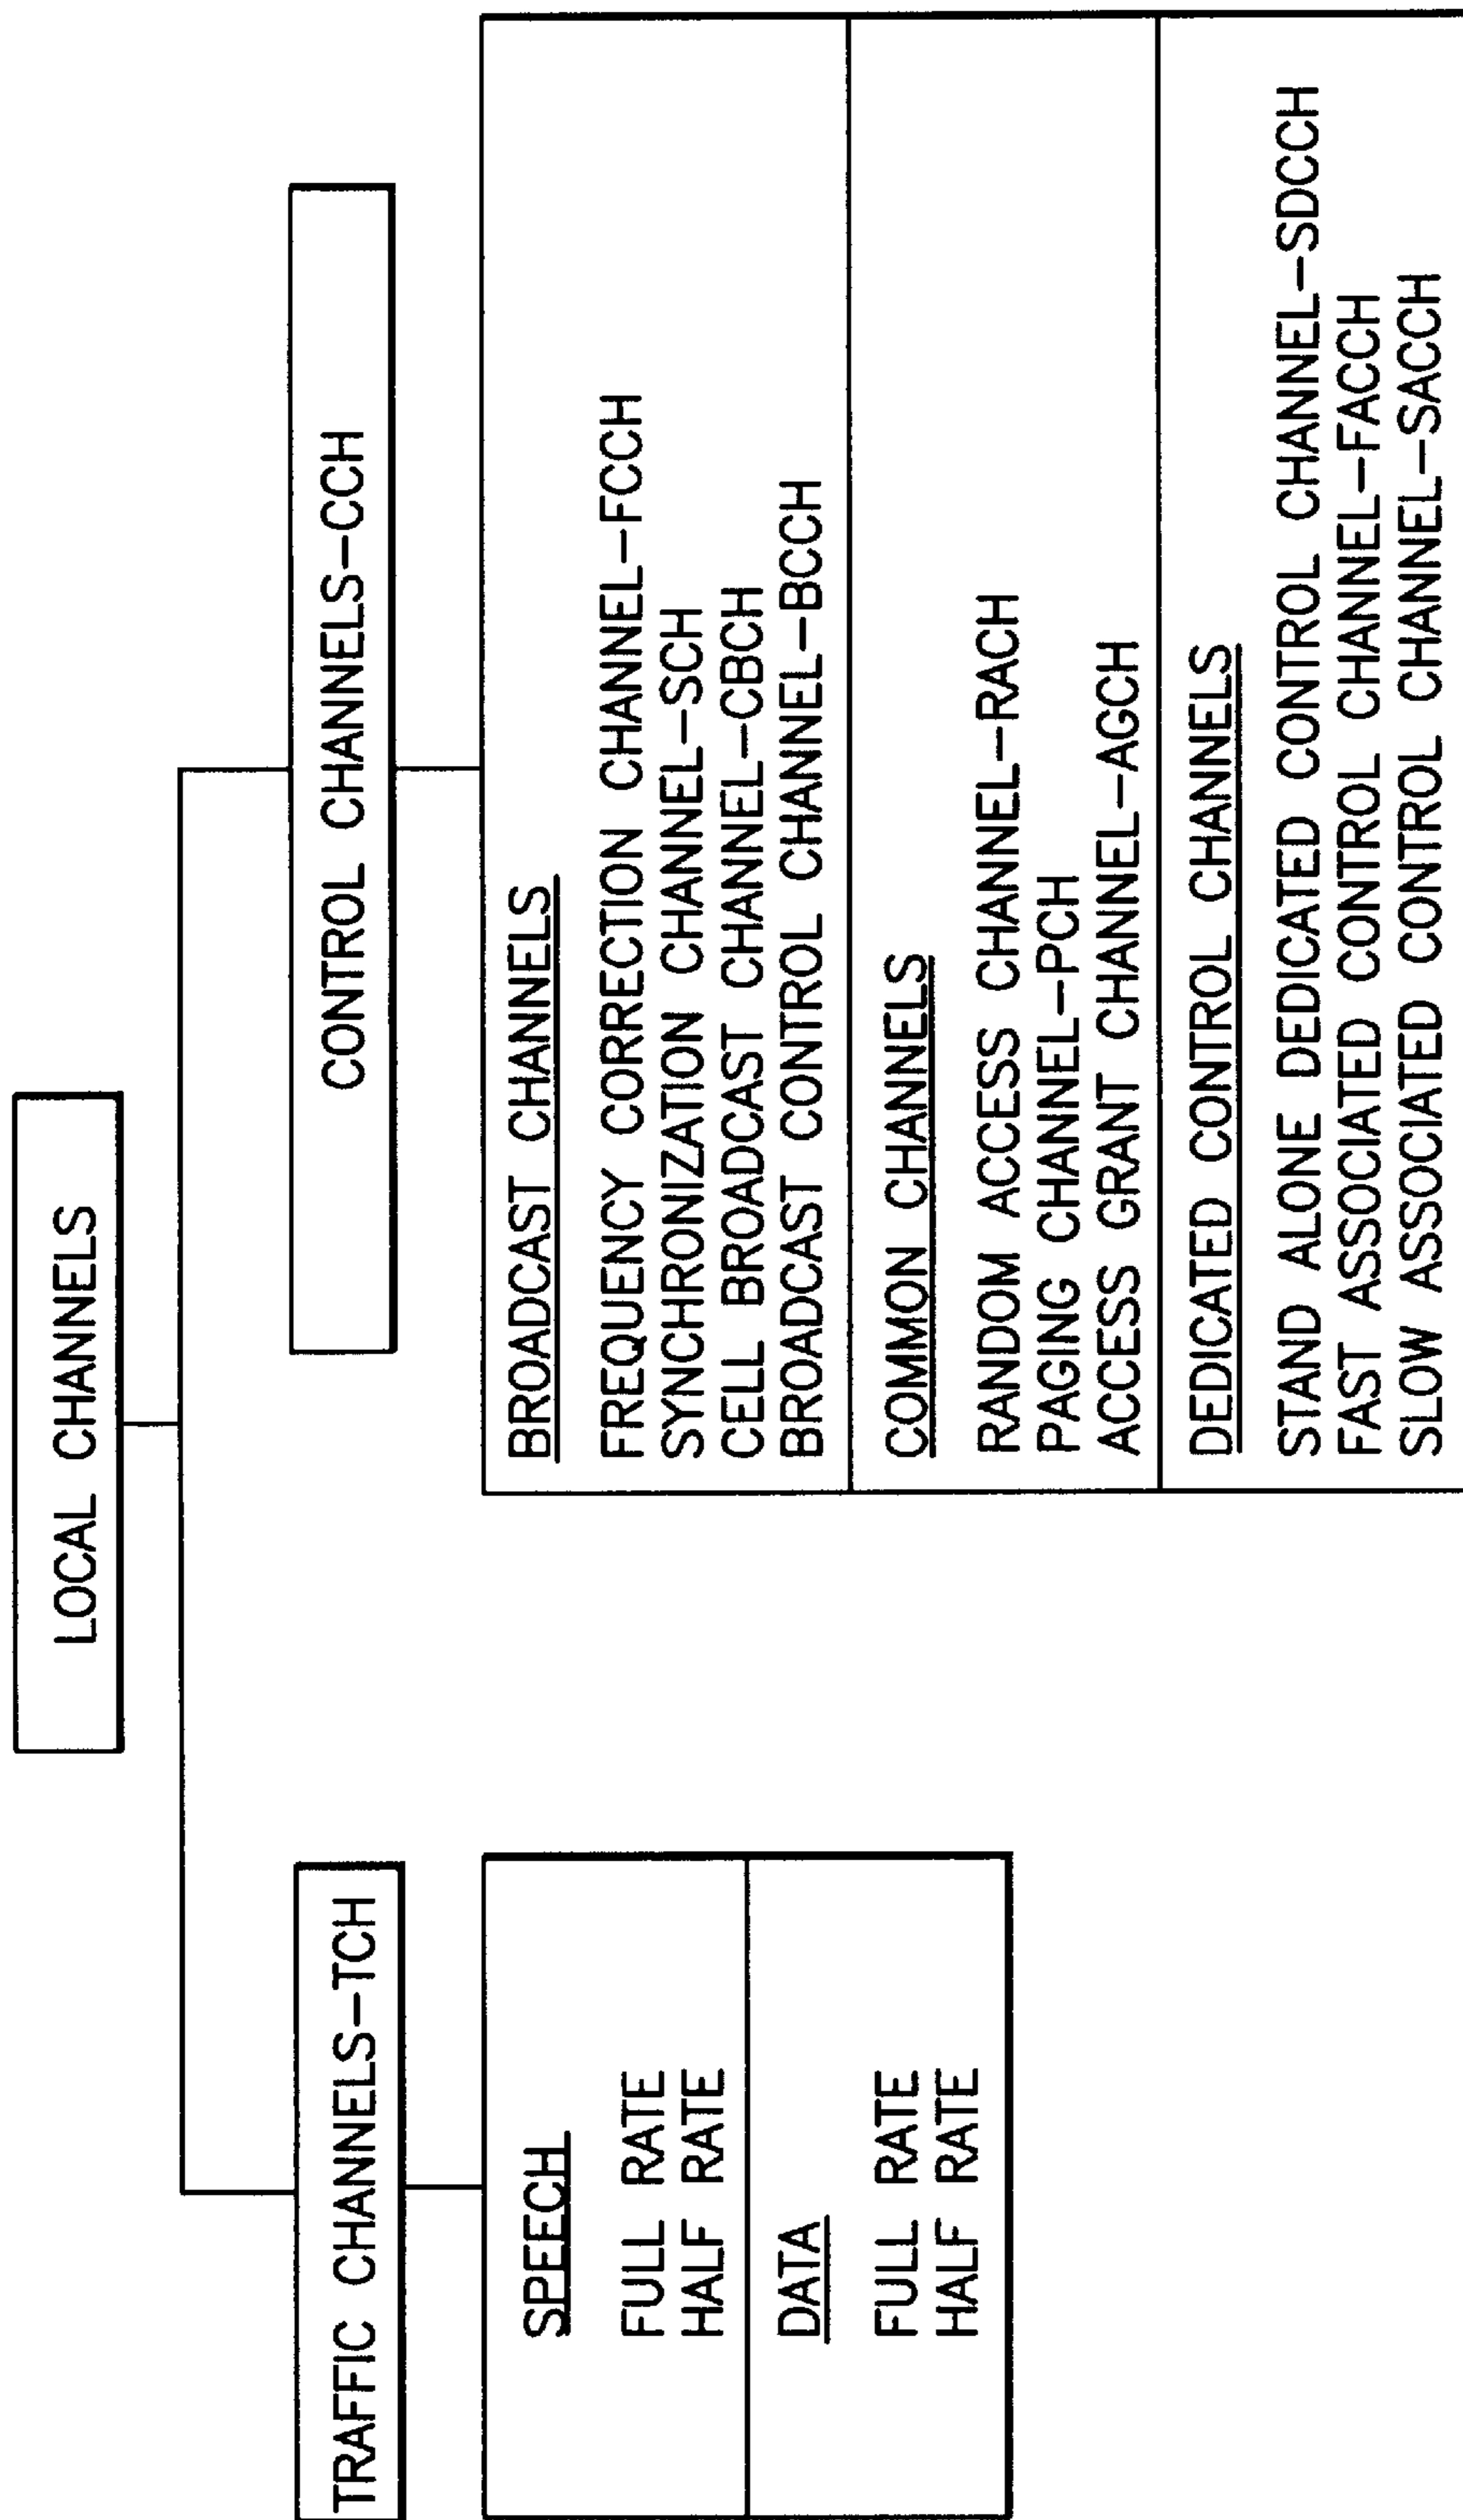 LOCAL CHANNELS
TRAFFIC CHANNELS-TCH
SPEECH
FULL RATE
HALF RATE
DATA
FULL RATE
HALF RATE
CONTROL CHANNELS-CCH
BROADCAST CHANNELS
FREQUENCY CORRECTION CHANNEL-FCCH
SYNCHRONIZATION CHANNEL-SCH
CELL BROADCAST CHANNEL-CBCH
BROADCAST CONTROL CHANNEL-BCCH
COMMON CHANNELS
RANDOM ACCESS CHANNEL-RACH
PAGING CHANNEL-PCH
ACCESS GRANT CHANNEL-AGCH
DEDICATED CONTROL CHANNELS
STAND ALONE DEDICATED CONTROL CHANNEL-SDCCH
FAST ASSOCIATED CONTROL CHANNEL-FACCH
SLOW ASSOCIATED CONTROL CHANNEL-SACCH